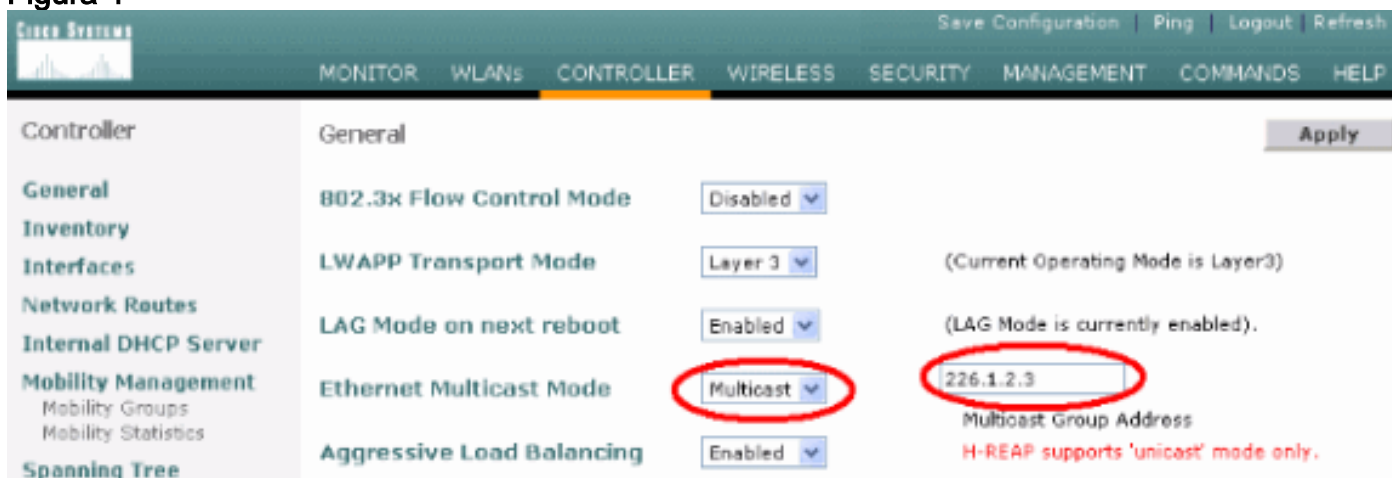 Figura 4
CISCO SYSTEMS
Save Configuration | Ping | Logout | Refresh
MONITOR WLANs CONTROLLER WIRELESS SECURITY MANAGEMENT COMMANDS HELP
Controller
General
Inventory
Interfaces
Network Routes
Internal DHCP Server
Mobility Management
Mobility Groups
Mobility Statistics
Spanning Tree
General
Apply
802.3x Flow Control Mode Disabled
LWAPP Transport Mode Layer 3 (Current Operating Mode is Layer3)
LAG Mode on next reboot Enabled (LAG Mode is currently enabled).
Ethernet Multicast Mode Multicast 226.1.2.3
Multicast Group Address
H-REAP supports 'unicast' mode only.
Aggressive Load Balancing Enabled